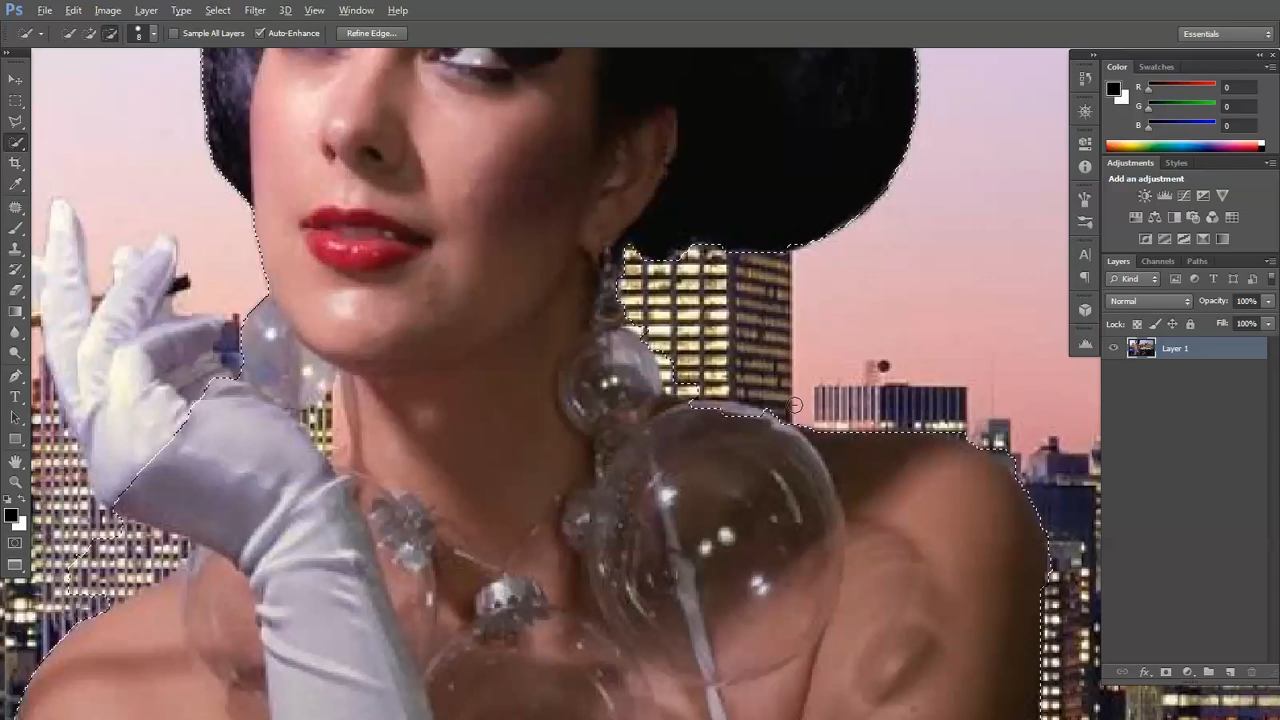 Ps File Edit Image Layer Type Select Filter 3D View Window Help
8 Sample All Layers Auto-Enhance Refine Edge... Essentials
Color Swatches
R 0
G 0
B 0
Adjustments Styles
Add an adjustment
Layers Channels Paths
Kind
Normal Opacity: 100%
Lock: Fill: 100%
Layer 1